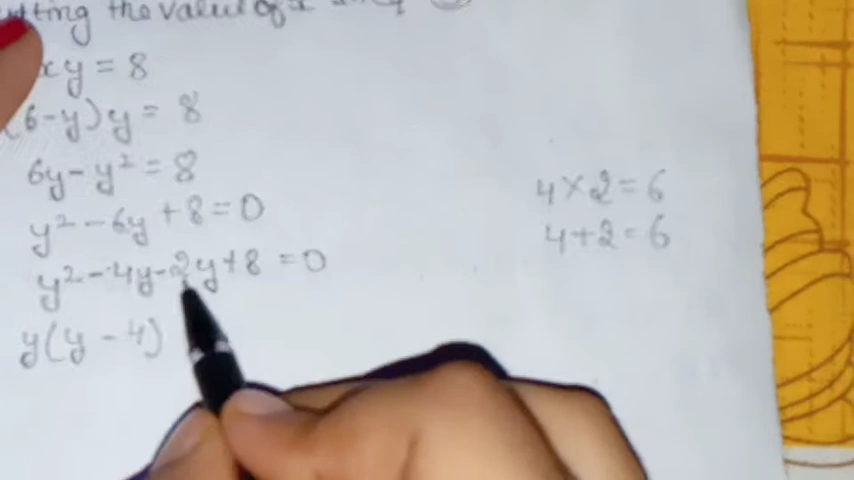 putting the value of x
xy = 8
(6-y)y = 8
6y - y² = 8
y² - 6y + 8 = 0
y² - 4y - 2y + 8 = 0
y(y - 4)
4 × 2 = 6
4 + 2 = 6